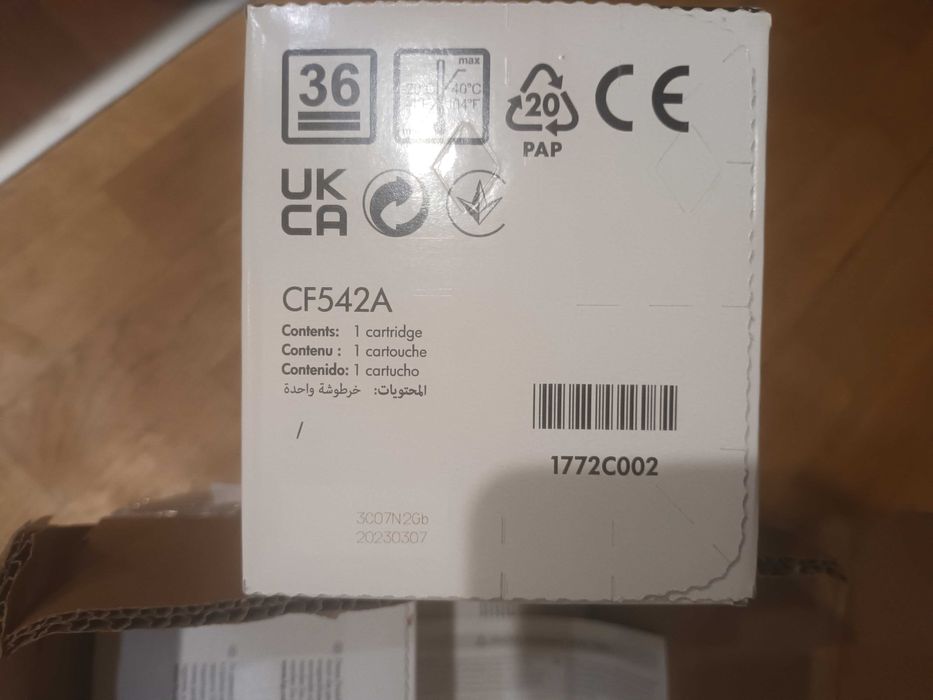 36
max
40°C
20
PAP
CE
UK
CA
CF542A
Contents: 1 cartridge
Contenu : 1 cartouche
Contenido: 1 cartucho
المحتويات: خرطوشة واحدة
/
1772C002
3C07N2Gb
20230307